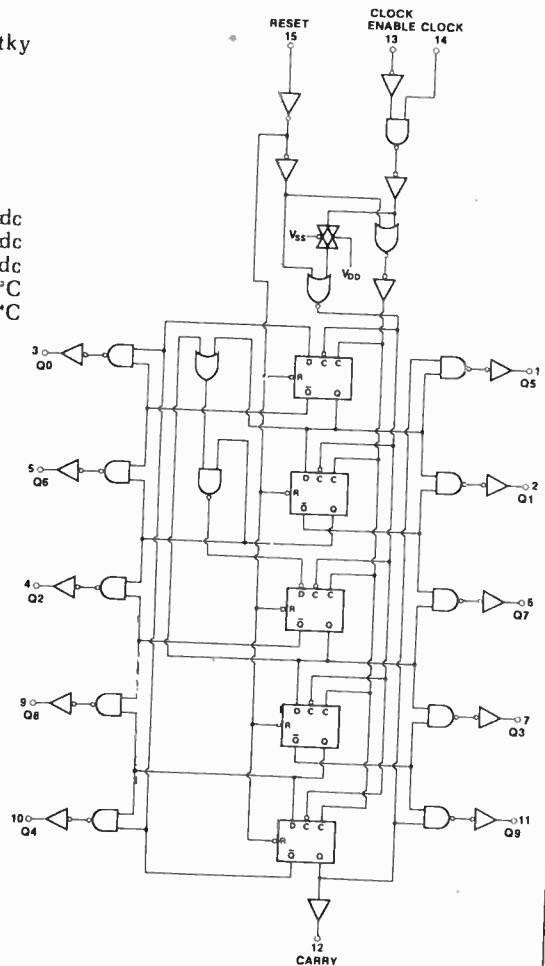 tky
dc
dc
dc
°C
°C
RESET
15
CLOCK
ENABLE CLOCK
13 14
VSS
VDD
3
Q0
D C C
R
Q̅ Q
1
Q5
5
Q6
D C C
R
Q̅ Q
2
Q1
4
Q2
D C C
R
Q̅ Q
6
Q7
9
Q8
D C C
R
Q̅ Q
7
Q3
10
Q4
D C C
R
Q̅ Q
11
Q9
12
CARRY